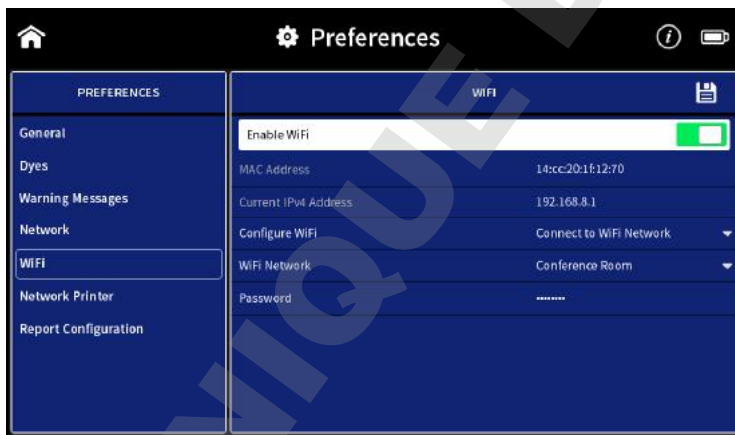 Preferences
PREFERENCES
WIFI
General
Dyes
Warning Messages
Network
WiFi
Network Printer
Report Configuration
Enable WiFi
MAC Address 14:cc:20:1f:12:70
Current IPv4 Address 192.168.8.1
Configure WiFi Connect to WiFi Network
WiFi Network Conference Room
Password ••••••••
NIQUE